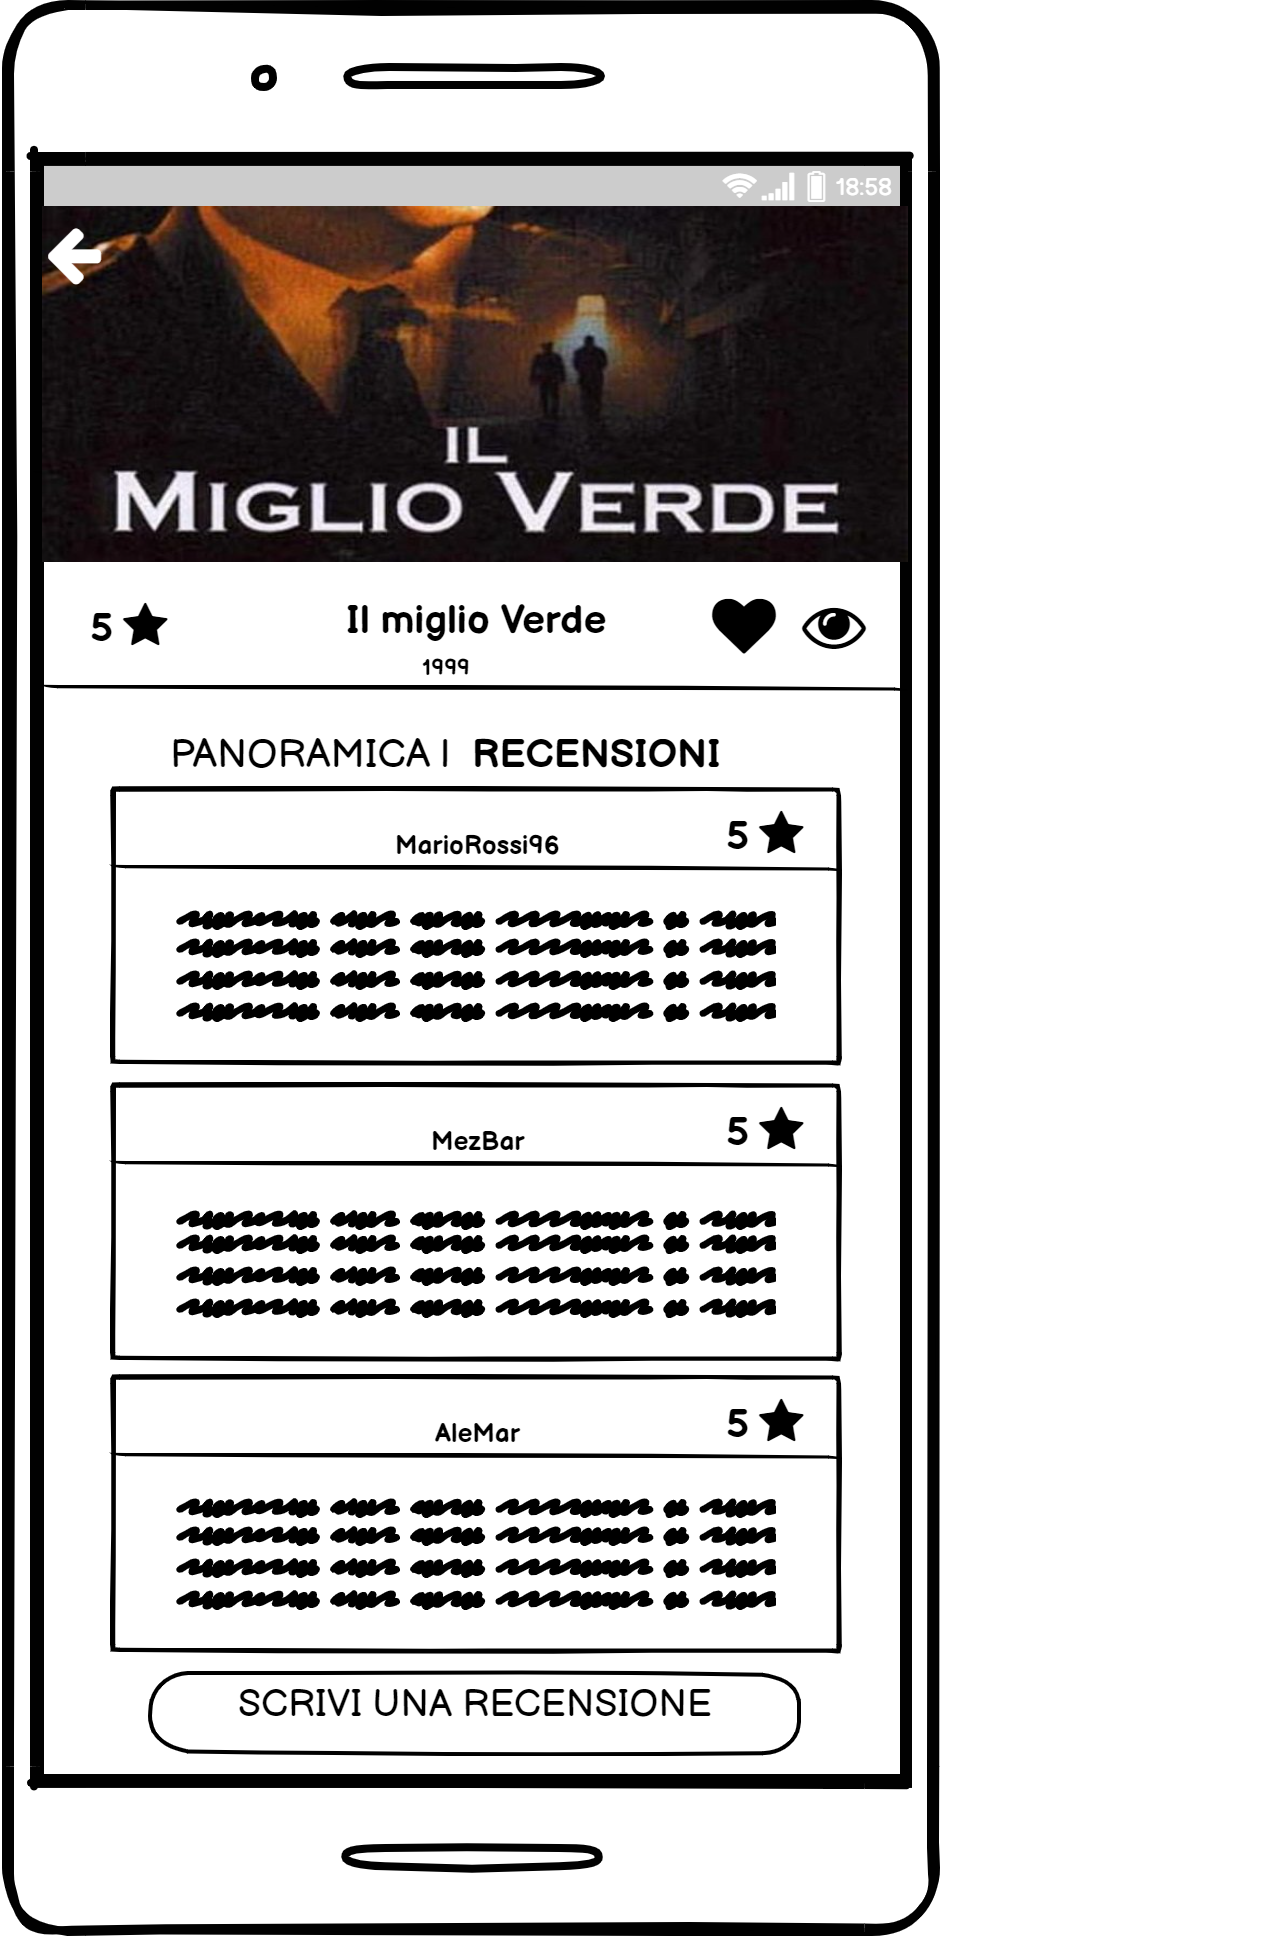 18:58
IL
MIGLIO VERDE
5
Il miglio Verde
1999
PANORAMICA | RECENSIONI
MarioRossi96
5
MezBar
5
AleMar
5
SCRIVI UNA RECENSIONE